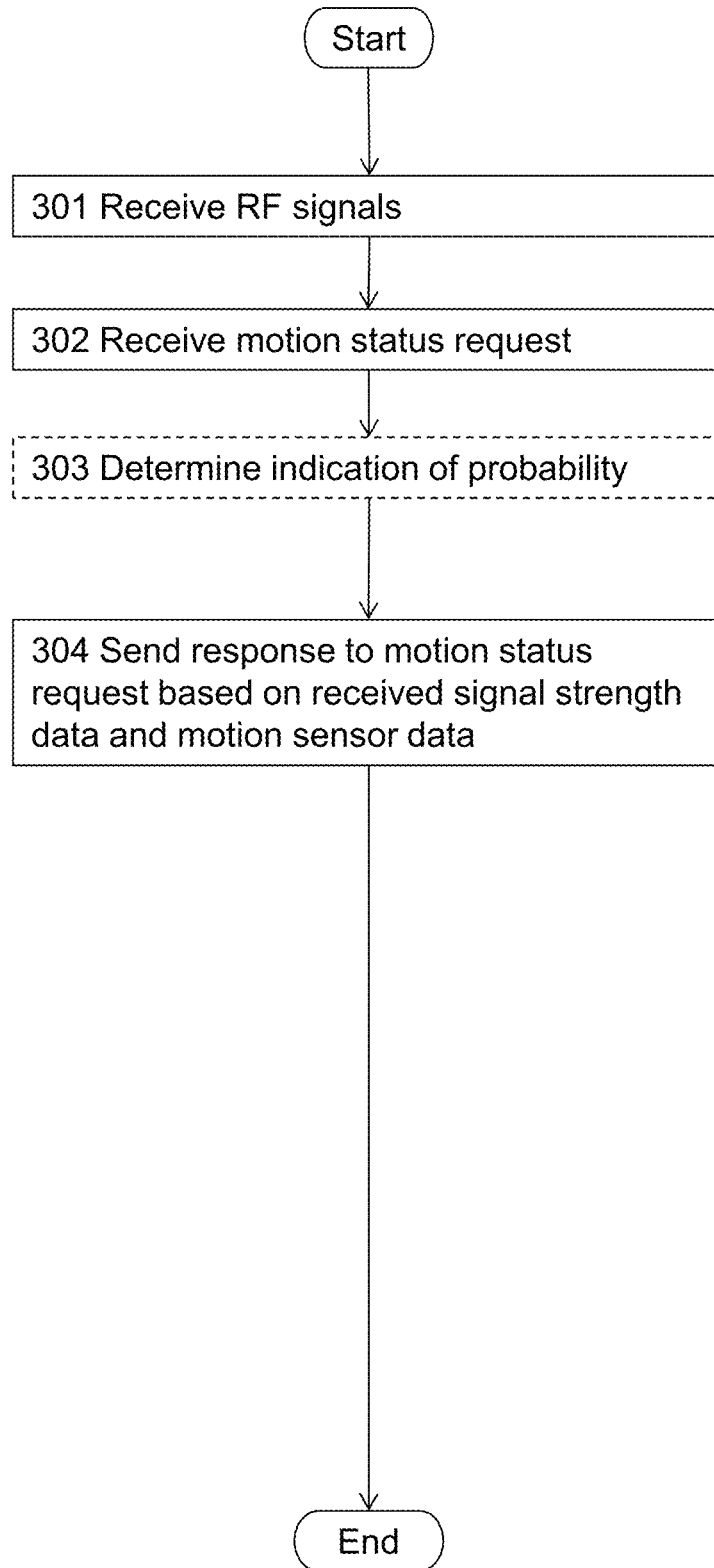 Start
301 Receive RF signals
302 Receive motion status request
303 Determine indication of probability
304 Send response to motion status
request based on received signal strength
data and motion sensor data
End